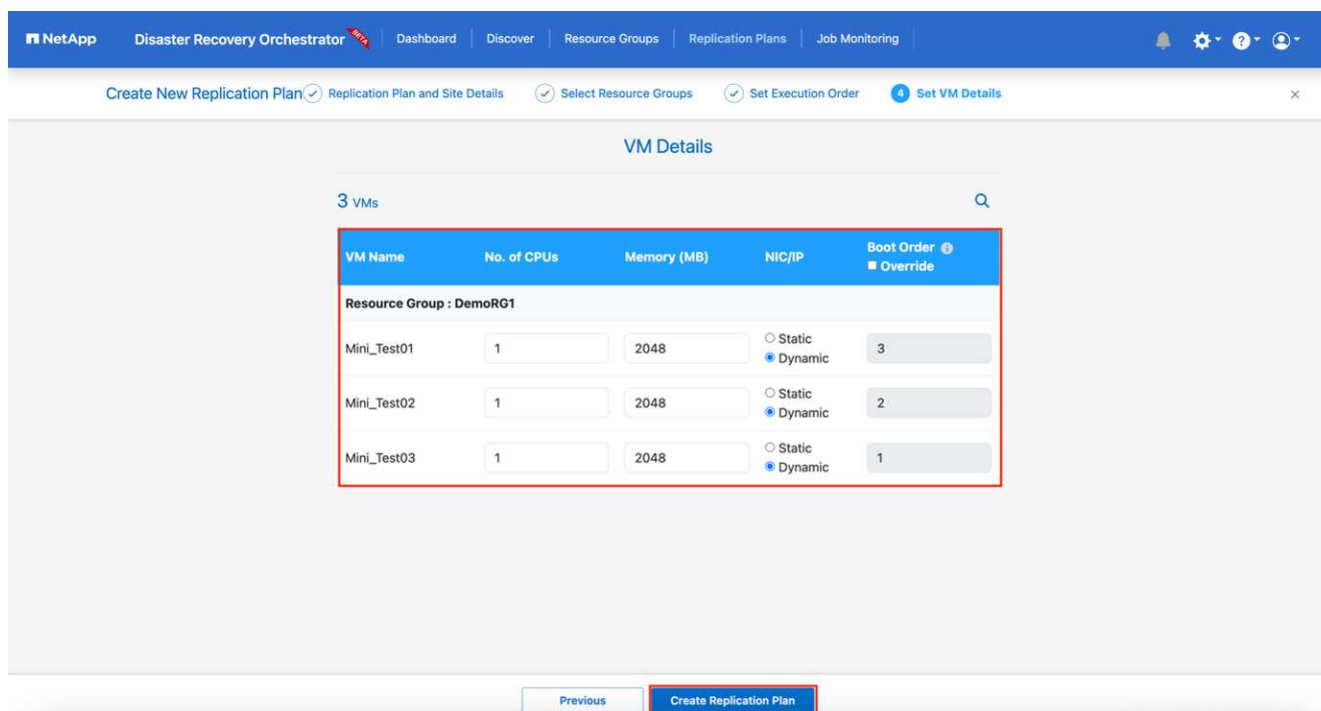 NetApp Disaster Recovery Orchestrator BETA Dashboard Discover Resource Groups Replication Plans Job Monitoring
Create New Replication Plan Replication Plan and Site Details Select Resource Groups Set Execution Order 4 Set VM Details
VM Details
3 VMs
VM Name No. of CPUs Memory (MB) NIC/IP Boot Order
Override
Resource Group : DemoRG1
Mini_Test01 1 2048 Static Dynamic 3
Mini_Test02 1 2048 Static Dynamic 2
Mini_Test03 1 2048 Static Dynamic 1
Previous Create Replication Plan